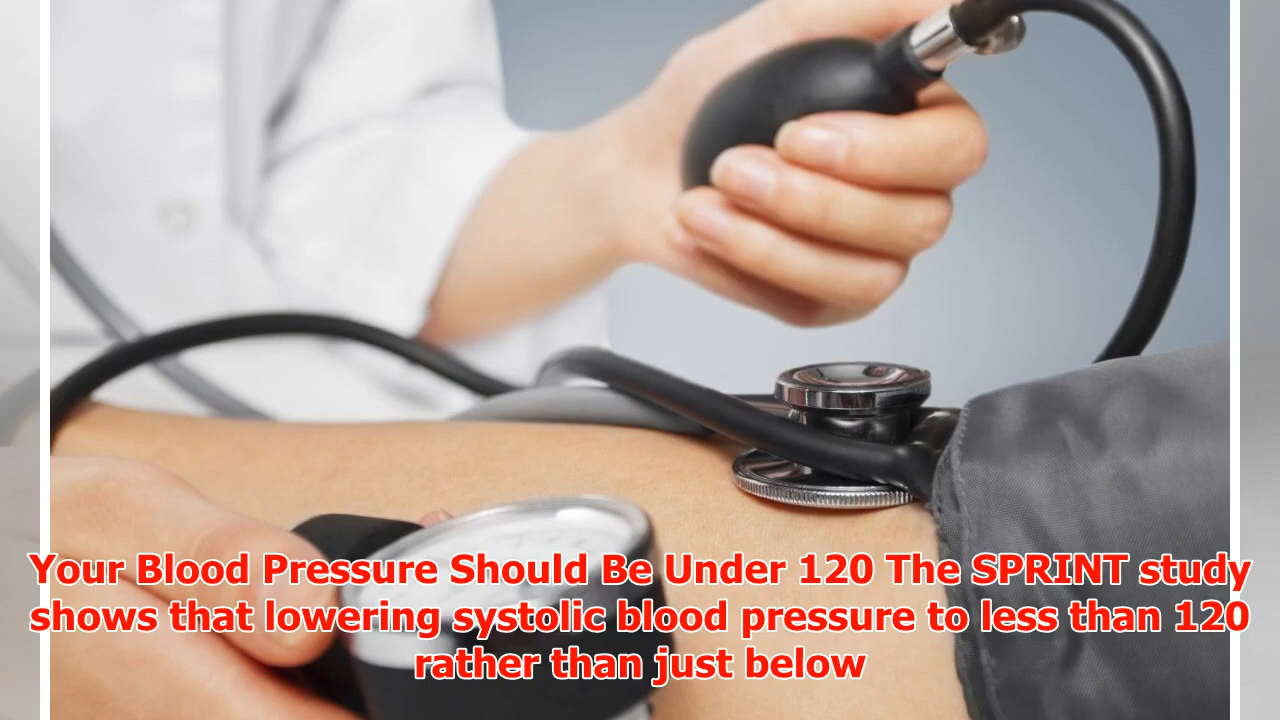 Your Blood Pressure Should Be Under 120 The SPRINT study
shows that lowering systolic blood pressure to less than 120
rather than just below